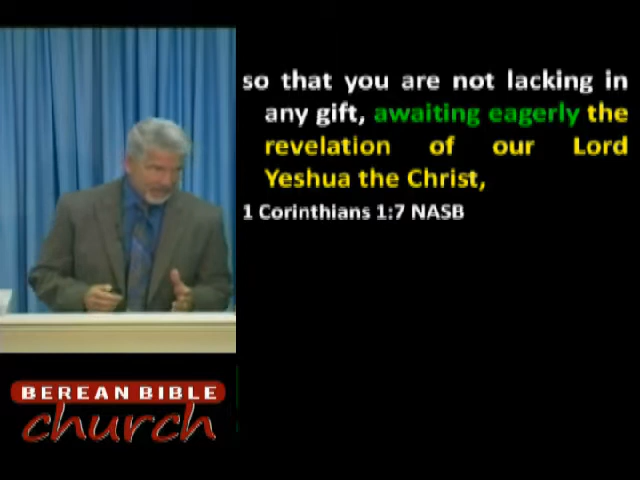 so that you are not lacking in
any gift, awaiting eagerly the
revelation of our Lord
Yeshua the Christ,
1 Corinthians 1:7 NASB
BEREAN BIBLE
church